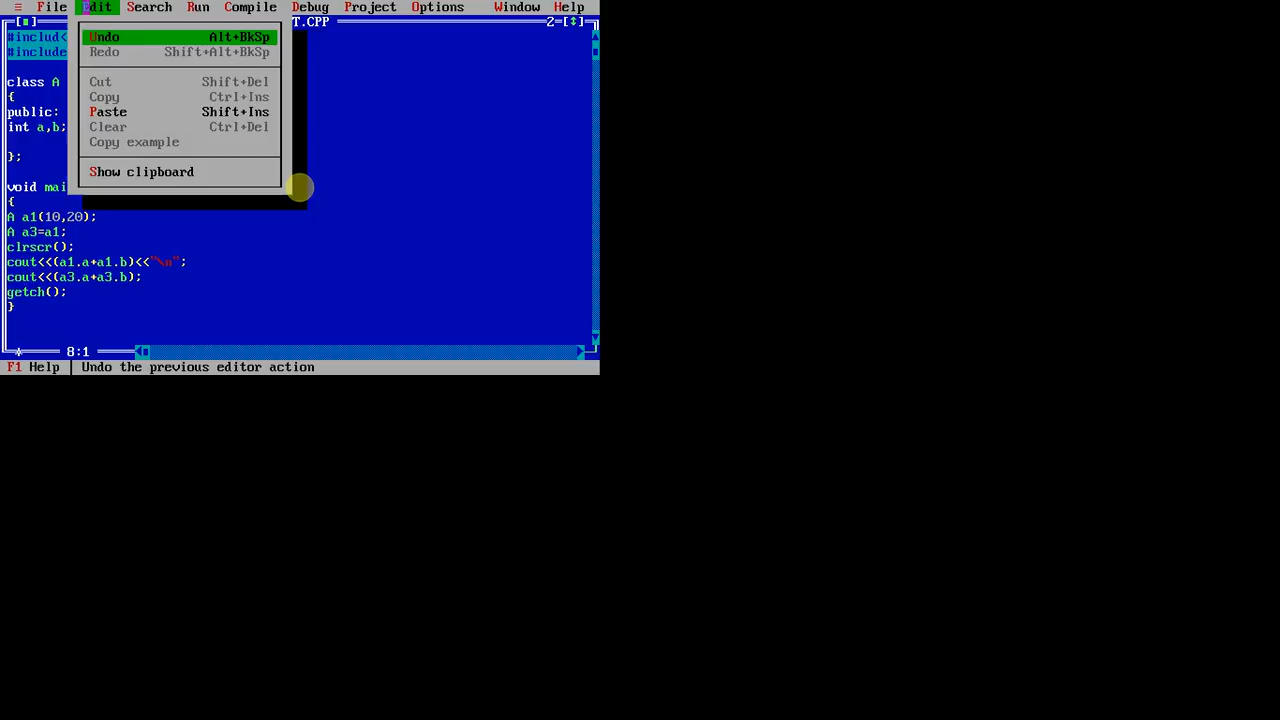 ≡ File Edit Search Run Compile Debug Project Options Window Help
[■] T.CPP 2=[↕]
#includ<
#include
Undo Alt+BkSp
Redo Shift+Alt+BkSp
Cut Shift+Del
Copy Ctrl+Ins
Paste Shift+Ins
Clear Ctrl+Del
Copy example
Show clipboard
class A
{
public:
int a,b;
};
void mai
{
A a1(10,20);
A a3=a1;
clrscr();
cout<<(a1.a+a1.b)<<"\n";
cout<<(a3.a+a3.b);
getch();
}
* 8:1
F1 Help | Undo the previous editor action